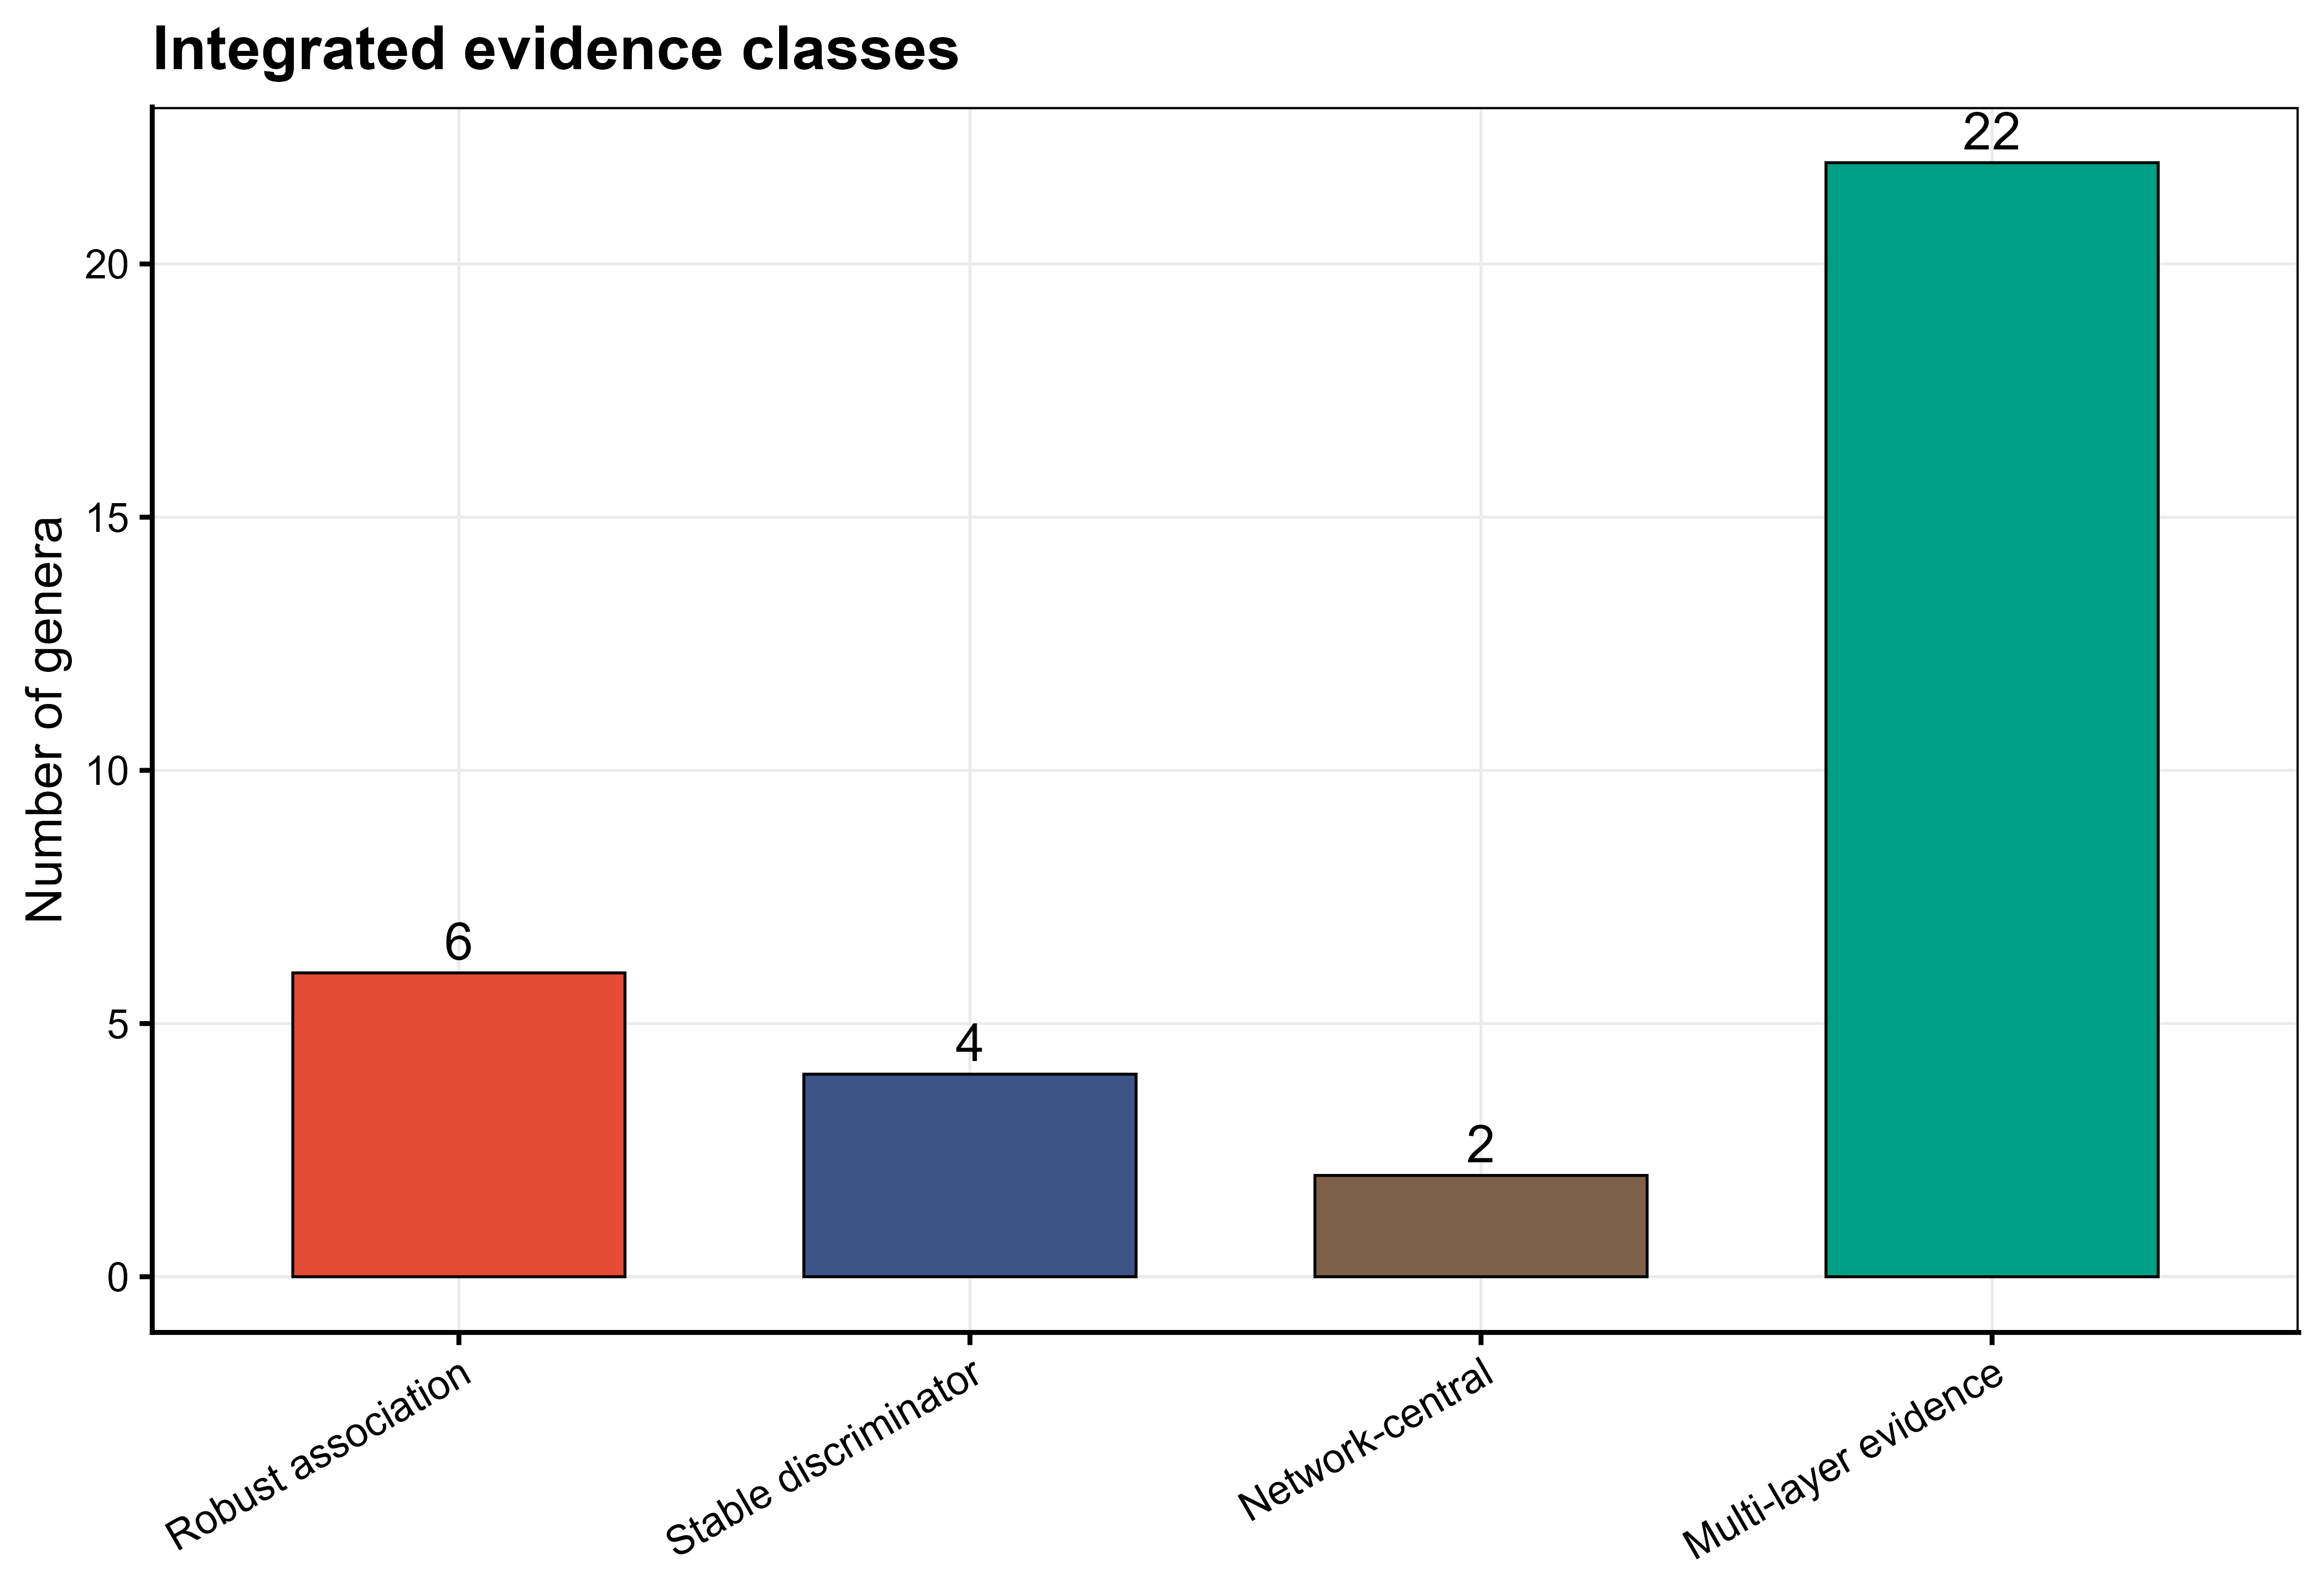 Integrated evidence classes
Number of genera
20
15
10
5
0
6
4
2
22
Robust association
Stable discriminator
Network-central
Multi-layer evidence